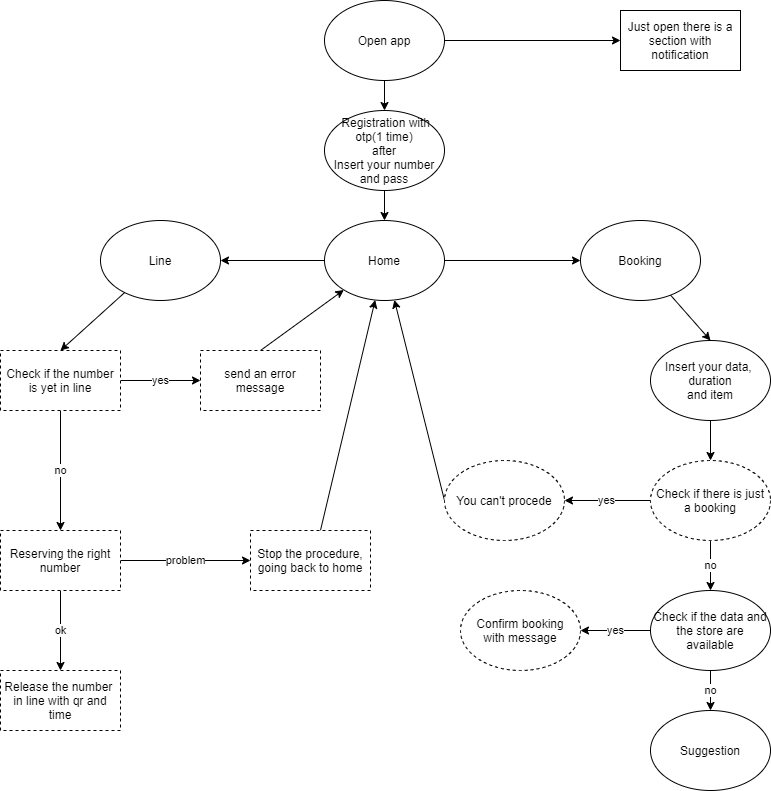 Open app
Just open there is a
section with
notification
Registration with
otp(1 time)
after
Insert your number
and pass
Line
Home
Booking
Check if the number
is yet in line
yes
send an error
message
Insert your data,
duration
and item
no
You can't procede
yes
Check if there is just
a booking
Reserving the right
number
problem
Stop the procedure,
going back to home
no
ok
Confirm booking
with message
yes
Check if the data and
the store are
available
Release the number
in line with qr and
time
no
Suggestion